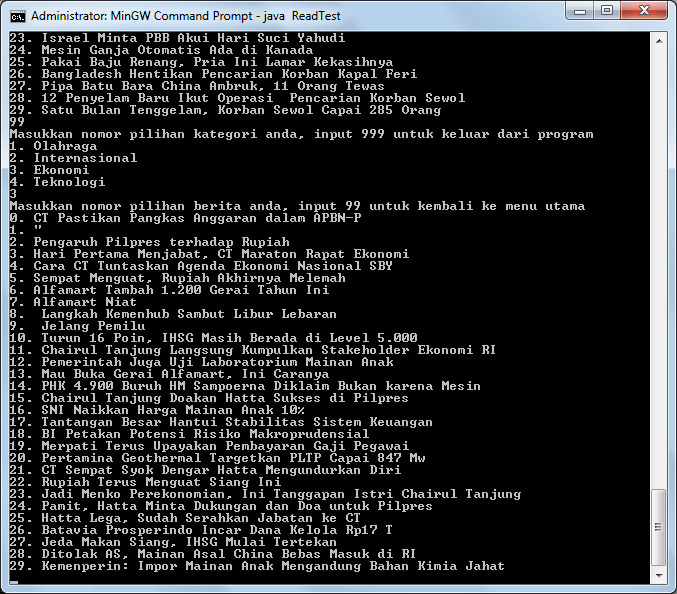 Administrator: MinGW Command Prompt - java  ReadTest
23. Israel Minta PBB Akui Hari Suci Yahudi
24. Mesin Ganja Otomatis Ada di Kanada
25. Pakai Baju Renang, Pria Ini Lamar Kekasihnya
26. Bangladesh Hentikan Pencarian Korban Kapal Feri
27. Pipa Batu Bara China Ambruk, 11 Orang Tewas
28. 12 Penyelam Baru Ikut Operasi  Pencarian Korban Sewol
29. Satu Bulan Tenggelam, Korban Sewol Capai 285 Orang
99
Masukkan nomor pilihan kategori anda, input 999 untuk keluar dari program
1. Olahraga
2. Internasional
3. Ekonomi
4. Teknologi
3
Masukkan nomor pilihan berita anda, input 99 untuk kembali ke menu utama
0. CT Pastikan Pangkas Anggaran dalam APBN-P
1. "
2. Pengaruh Pilpres terhadap Rupiah
3. Hari Pertama Menjabat, CT Maraton Rapat Ekonomi
4. Cara CT Tuntaskan Agenda Ekonomi Nasional SBY
5. Sempat Menguat, Rupiah Akhirnya Melemah
6. Alfamart Tambah 1.200 Gerai Tahun Ini
7. Alfamart Niat
8.  Langkah Kemenhub Sambut Libur Lebaran
9.  Jelang Pemilu
10. Turun 16 Poin, IHSG Masih Berada di Level 5.000
11. Chairul Tanjung Langsung Kumpulkan Stakeholder Ekonomi RI
12. Pemerintah Juga Uji Laboratorium Mainan Anak
13. Mau Buka Gerai Alfamart, Ini Caranya
14. PHK 4.900 Buruh HM Sampoerna Diklaim Bukan karena Mesin
15. Chairul Tanjung Doakan Hatta Sukses di Pilpres
16. SNI Naikkan Harga Mainan Anak 10%
17. Tantangan Besar Hantui Stabilitas Sistem Keuangan
18. BI Petakan Potensi Risiko Makroprudensial
19. Merpati Terus Upayakan Pembayaran Gaji Pegawai
20. Pertamina Geothermal Targetkan PLTP Capai 847 Mw
21. CT Sempat Syok Dengar Hatta Mengundurkan Diri
22. Rupiah Terus Menguat Siang Ini
23. Jadi Menko Perekonomian, Ini Tanggapan Istri Chairul Tanjung
24. Pamit, Hatta Minta Dukungan dan Doa untuk Pilpres
25. Hatta Lega, Sudah Serahkan Jabatan ke CT
26. Batavia Prosperindo Incar Dana Kelola Rp17 T
27. Jeda Makan Siang, IHSG Mulai Tertekan
28. Ditolak AS, Mainan Asal China Bebas Masuk di RI
29. Kemenperin: Impor Mainan Anak Mengandung Bahan Kimia Jahat